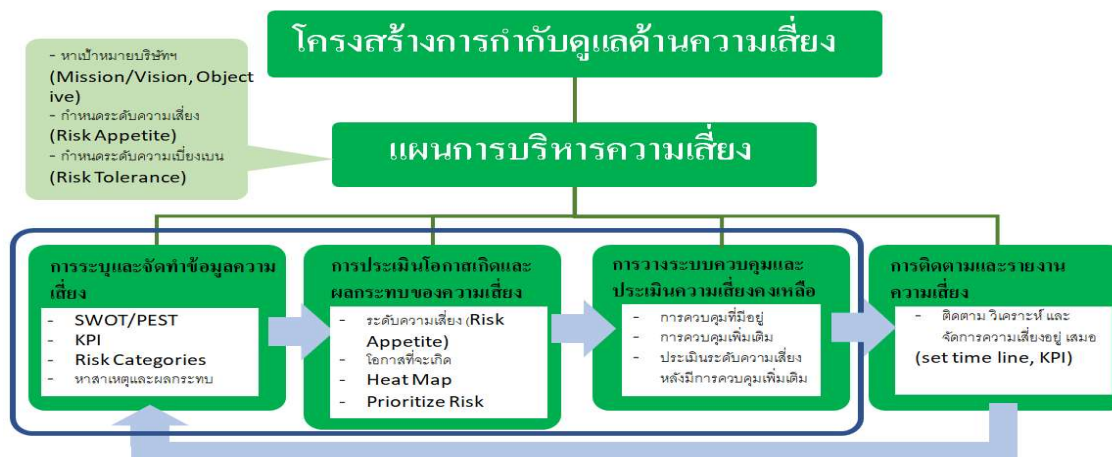 โครงสร้างการกำกับดูแลด้านความเสี่ยง
- หาเป้าหมายบริษัทฯ
(Mission/Vision, Object
ive)
- กำหนดระดับความเสี่ยง
(Risk Appetite)
- กำหนดระดับความเบี่ยงเบน
(Risk Tolerance)
แผนการบริหารความเสี่ยง
การระบุและจัดทำข้อมูลความ
เสี่ยง
- SWOT/PEST
- KPI
- Risk Categories
- หาสาเหตุและผลกระทบ
การประเมินโอกาสเกิดและ
ผลกระทบของความเสี่ยง
- ระดับความเสี่ยง (Risk
Appetite)
- โอกาสที่จะเกิด
- Heat Map
- Prioritize Risk
การวางระบบควบคุมและ
ประเมินความเสี่ยงคงเหลือ
- การควบคุมที่มีอยู่
- การควบคุมเพิ่มเติม
- ประเมินระดับความเสี่ยง
หลังมีการควบคุมเพิ่มเติม
การติดตามและรายงาน
ความเสี่ยง
- ติดตาม วิเคราะห์ และ
จัดการความเสี่ยงอยู่ เสมอ
(set time line, KPI)